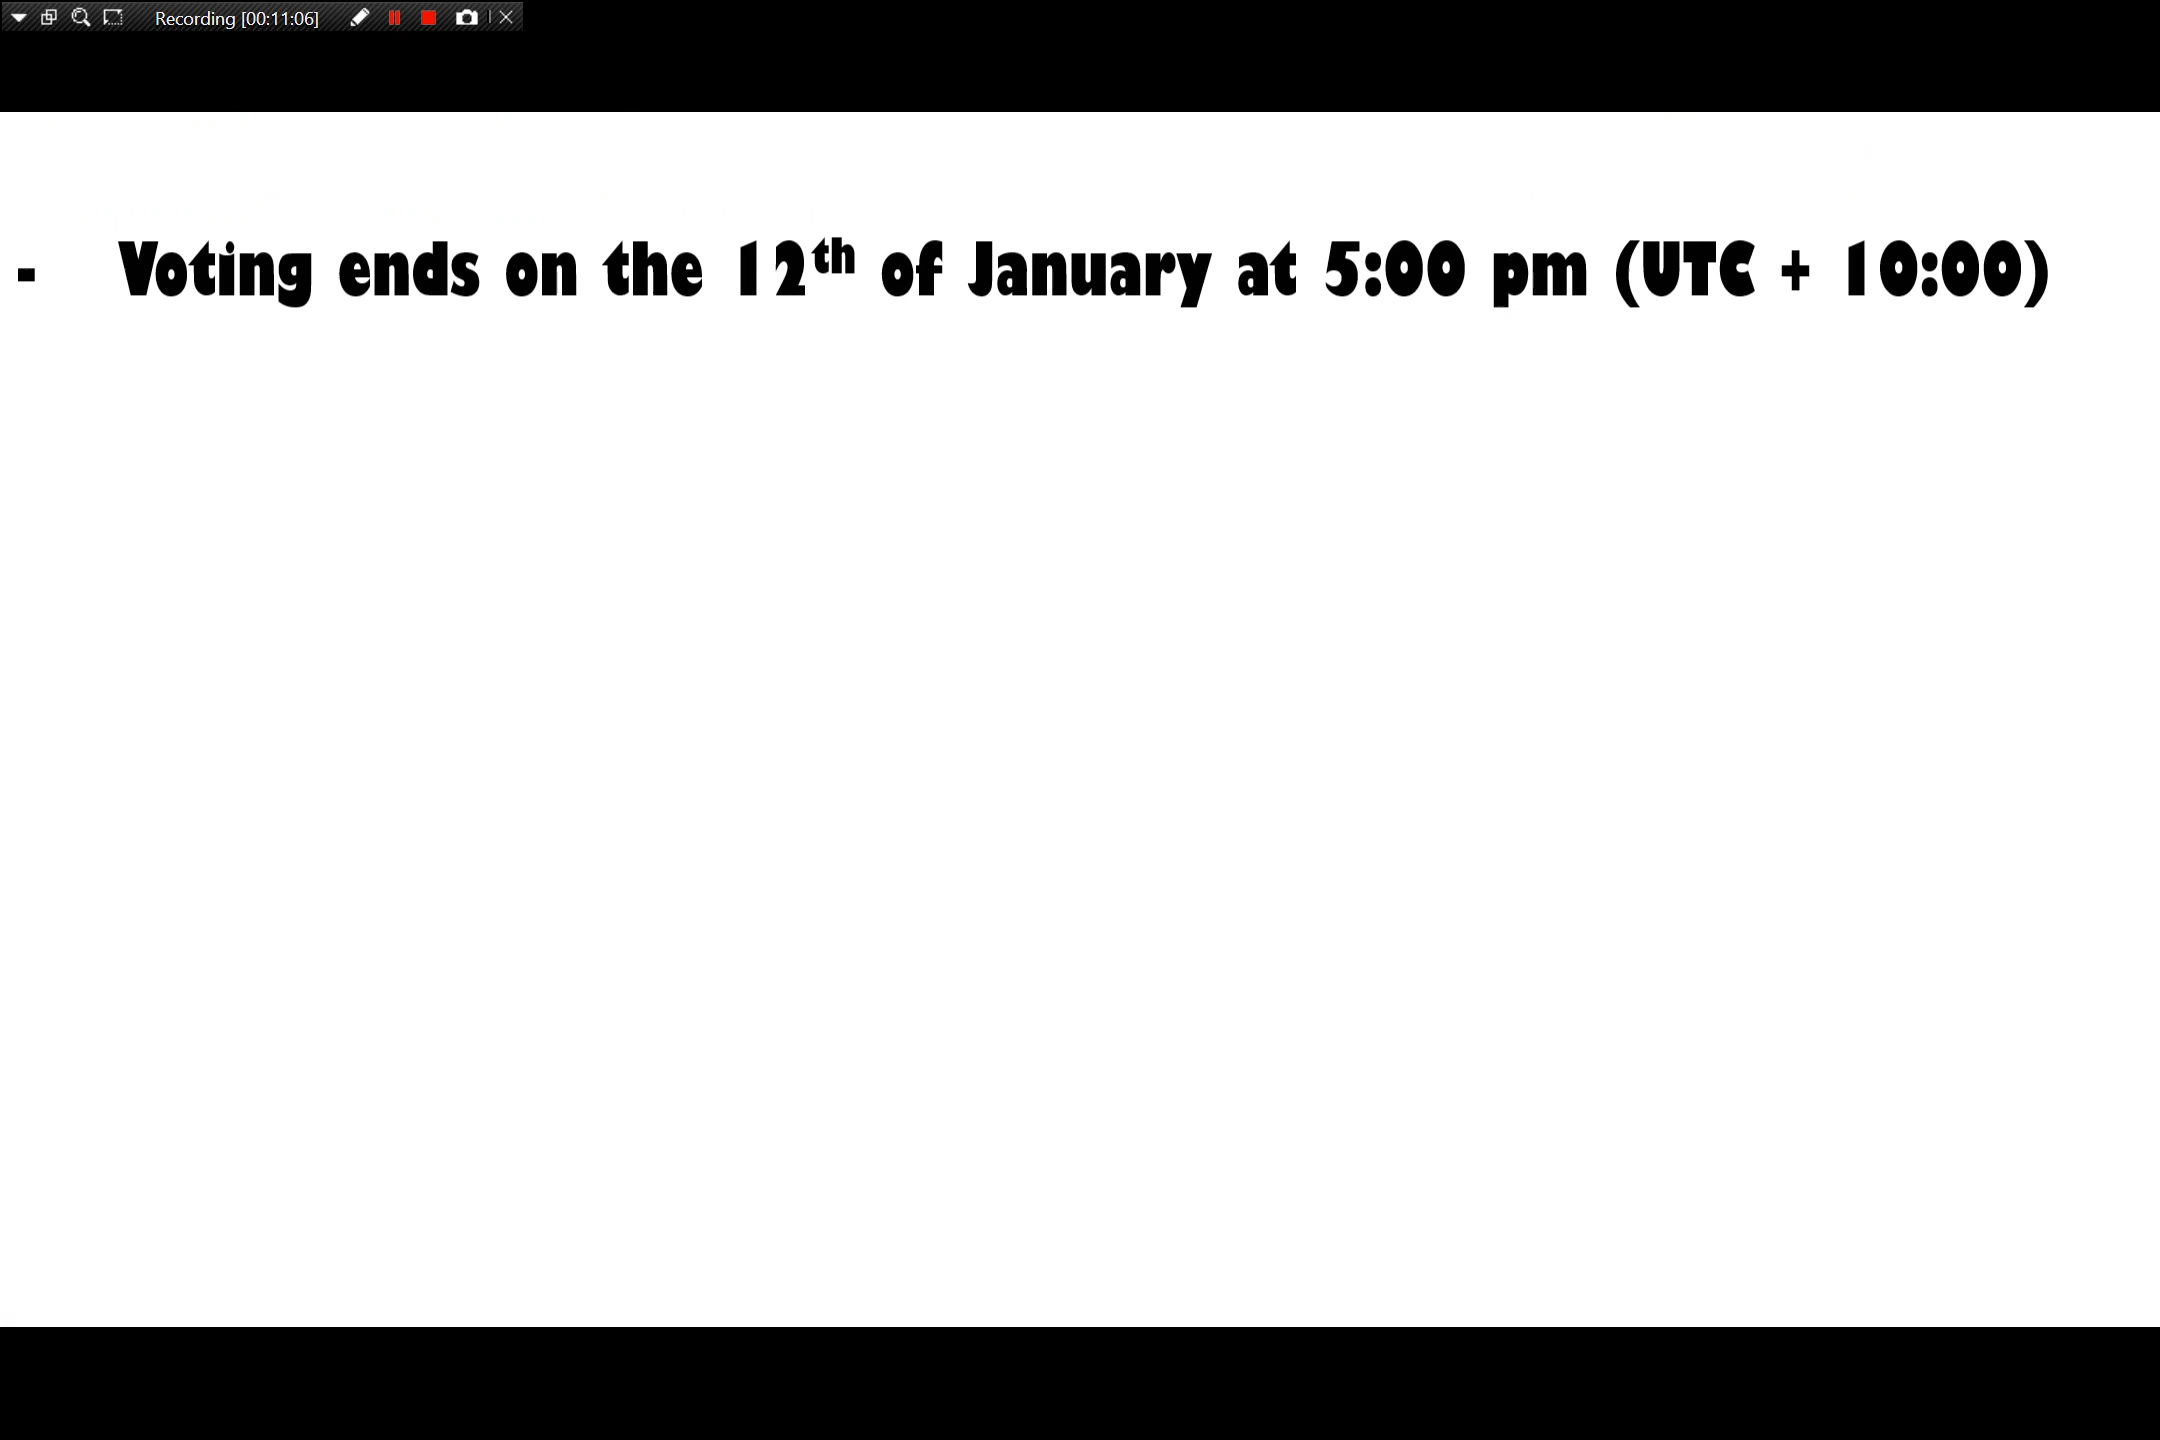 Recording [00:11:06]
- Voting ends on the 12th of January at 5:00 pm (UTC + 10:00)